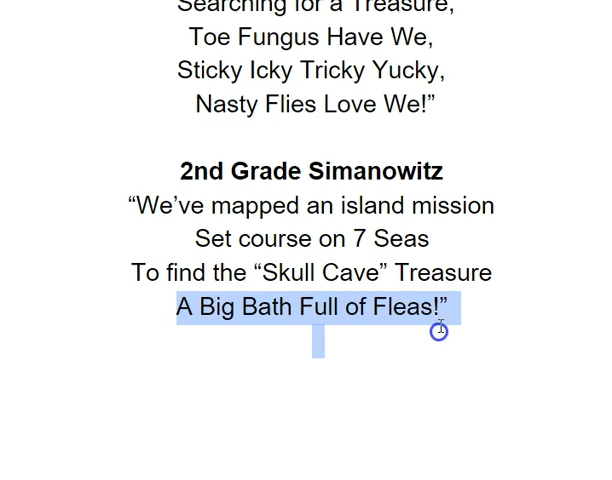 Searching for a Treasure,
Toe Fungus Have We,
Sticky Icky Tricky Yucky,
Nasty Flies Love We!”
2nd Grade Simanowitz
“We’ve mapped an island mission
Set course on 7 Seas
To find the “Skull Cave” Treasure
A Big Bath Full of Fleas!”